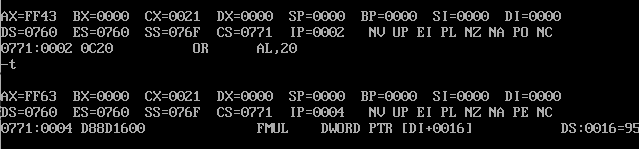 AX=FF43 BX=0000 CX=0021 DX=0000 SP=0000 BP=0000 SI=0000 DI=0000
DS=0760 ES=0760 SS=076F CS=0771 IP=0002 NV UP EI PL NZ NA PO NC
0771:0002 0C20 OR AL,20
-t
AX=FF63 BX=0000 CX=0021 DX=0000 SP=0000 BP=0000 SI=0000 DI=0000
DS=0760 ES=0760 SS=076F CS=0771 IP=0004 NV UP EI PL NZ NA PE NC
0771:0004 D88D1600 FMUL DWORD PTR [DI+0016] DS:0016=95